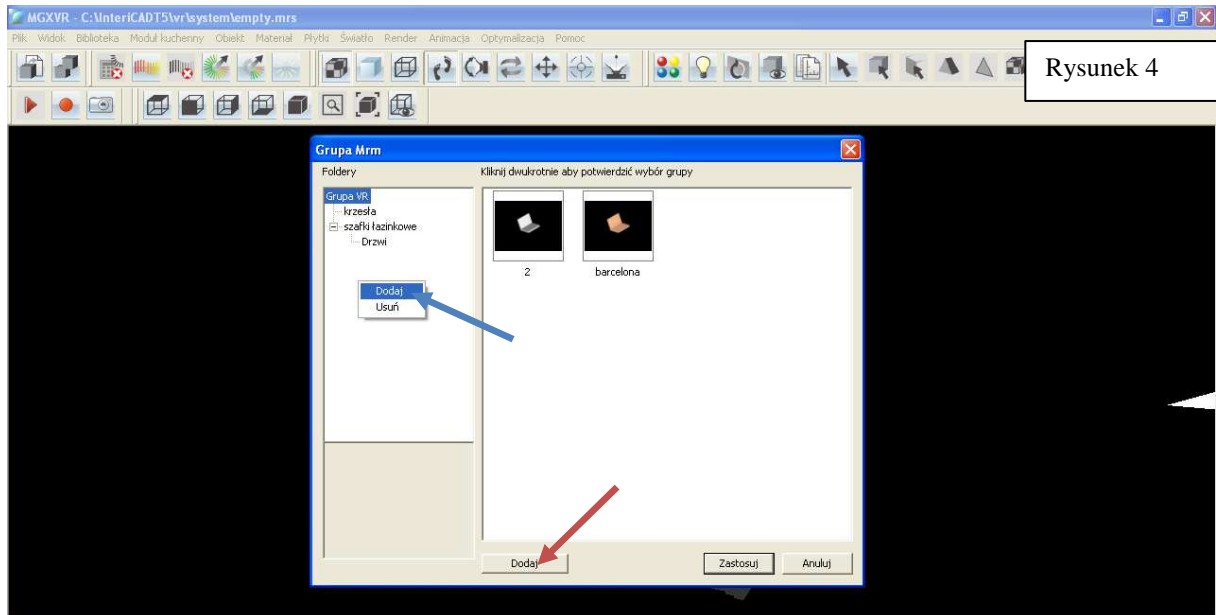 MGXVR - C:\InteriCADT5\vr\system\empty.mrs
Plik Widok Biblioteka Moduł kuchenny Obiekt Materiał Płytki Światło Render Animacja Optymalizacja Pomoc
Rysunek 4
Grupa Mrm
Foldery
Kliknij dwukrotnie aby potwierdzić wybór grupy
Grupa VR
krzesła
szafki łazinkowe
Drzwi
2 barcelona
Dodaj
Usuń
Dodaj Zastosuj Anuluj